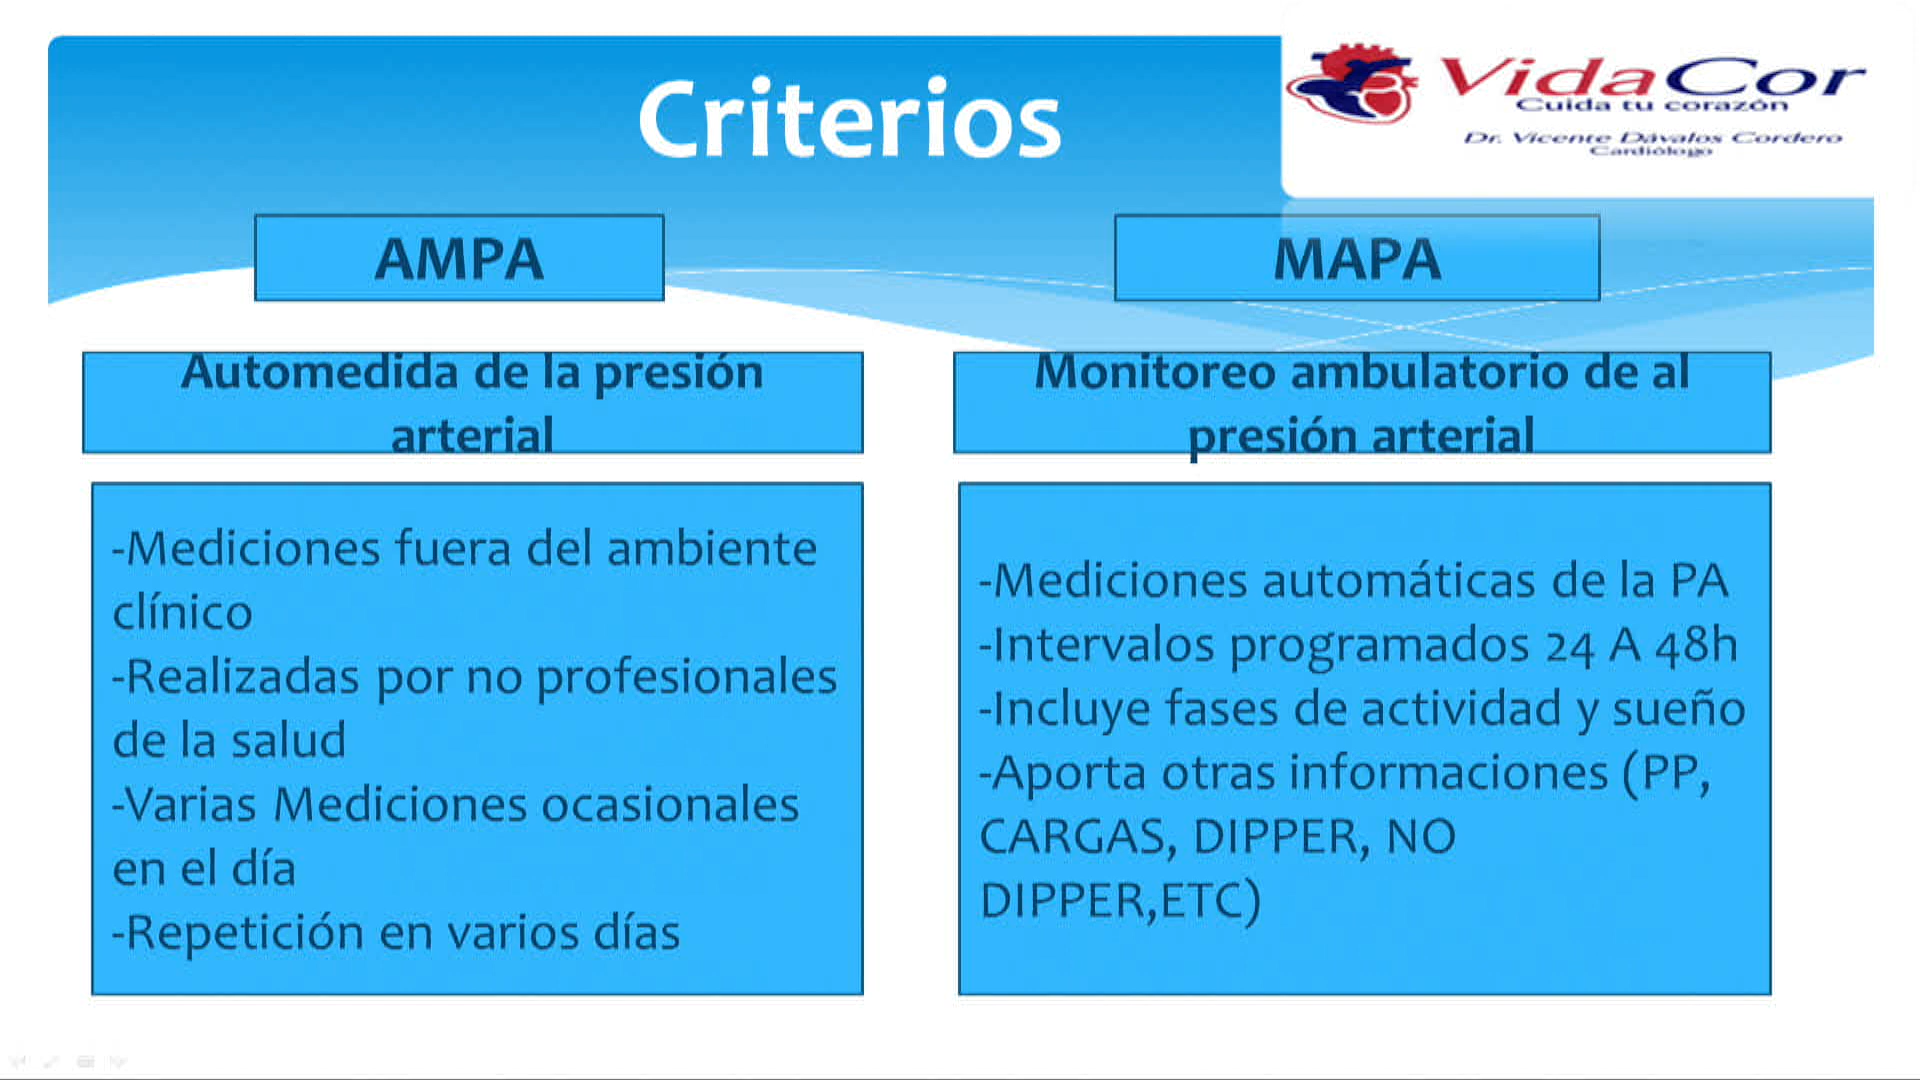 Criterios
VidaCor
Cuida tu corazón
Dr. Vicente Dávalos Cordero
Cardiólogo
AMPA
MAPA
Automedida de la presión
arterial
Monitoreo ambulatorio de al
presión arterial
-Mediciones fuera del ambiente
clínico
-Realizadas por no profesionales
de la salud
-Varias Mediciones ocasionales
en el día
-Repetición en varios días
-Mediciones automáticas de la PA
-Intervalos programados 24 A 48h
-Incluye fases de actividad y sueño
-Aporta otras informaciones (PP,
CARGAS, DIPPER, NO
DIPPER,ETC)